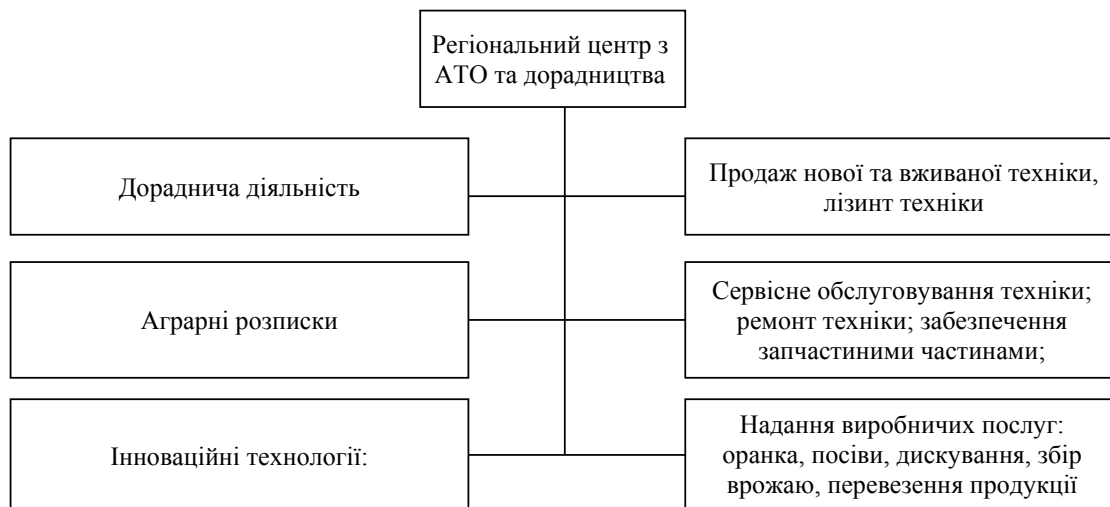 Регіональний центр з
АТО та дорадництва
Дораднича діяльність
Продаж нової та вживаної техніки,
лізинт техніки
Аграрні розписки
Сервісне обслуговування техніки;
ремонт техніки; забезпечення
запчастиними частинами;
Інноваційні технології:
Надання виробничих послуг:
оранка, посіви, дискування, збір
врожаю, перевезення продукції